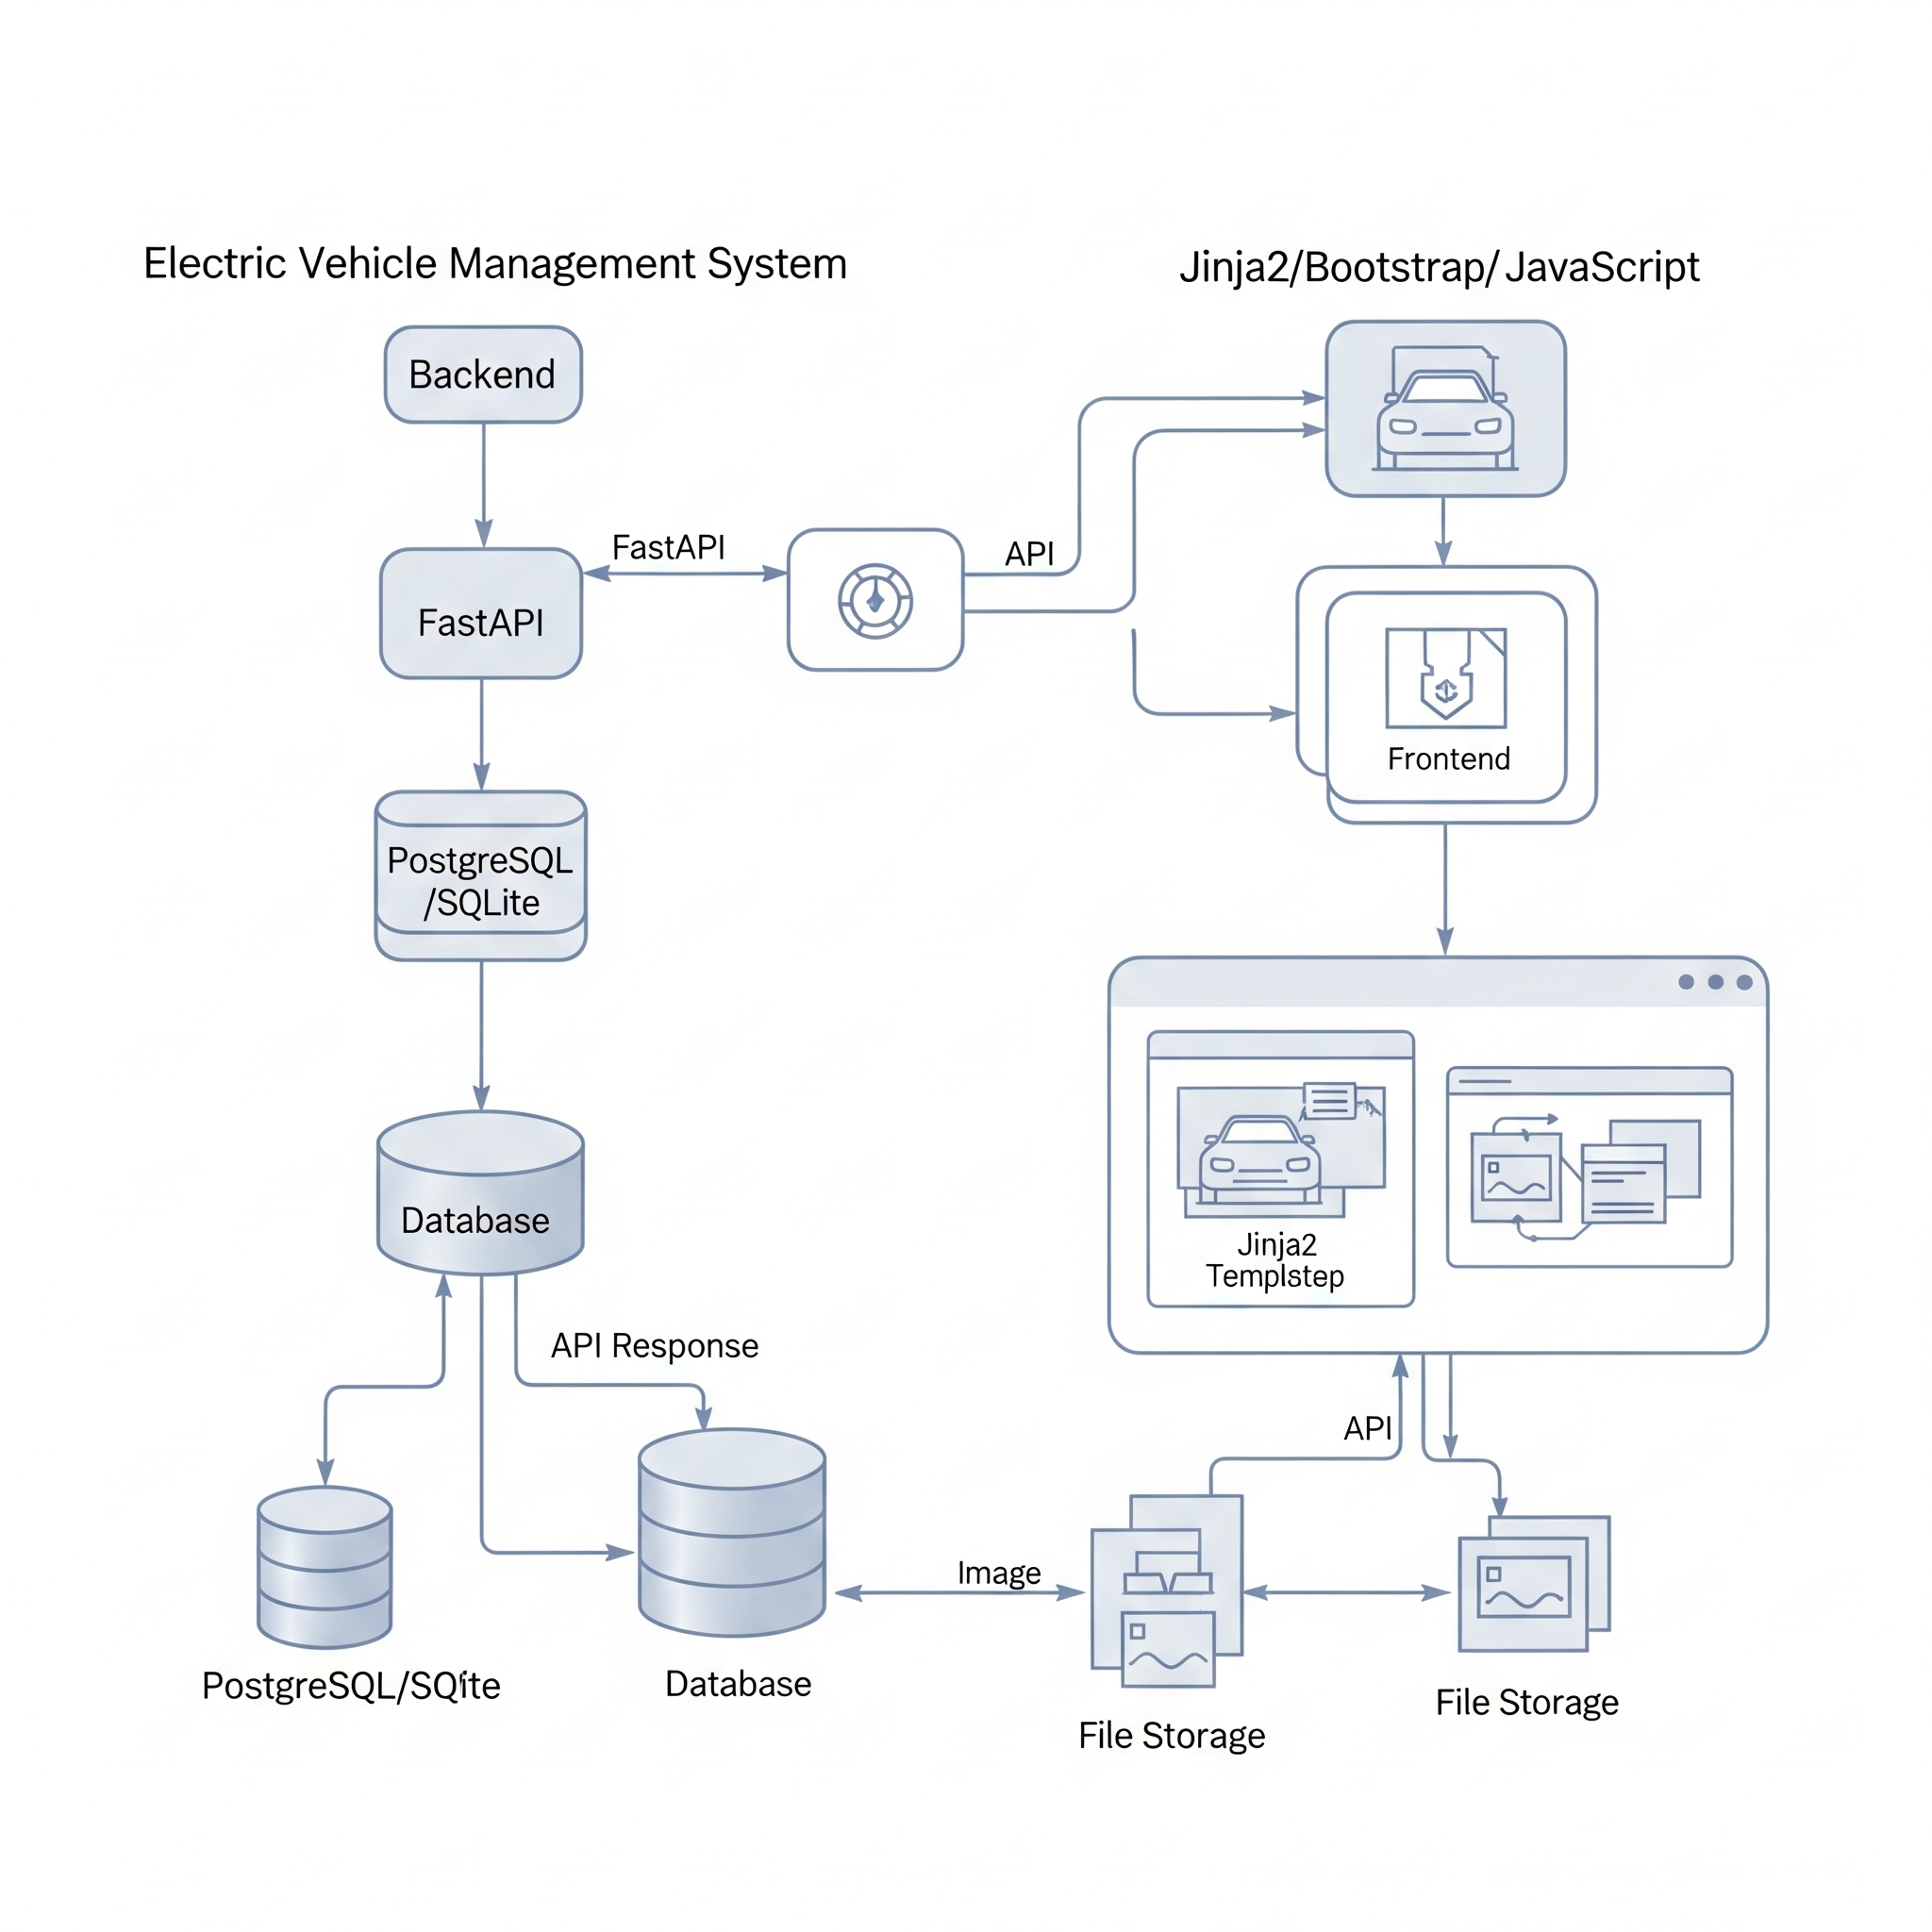 Electric Vehicle Management System
Jinja2/Bootstrap/JavaScript
Backend
FastAPI
API
FastAPI
Frontend
PostgreSQL
/SQLite
Database
Jinja2
Templstep
API Response
API
Image
PostgreSQL/SQite
Database
File Storage
File Storage